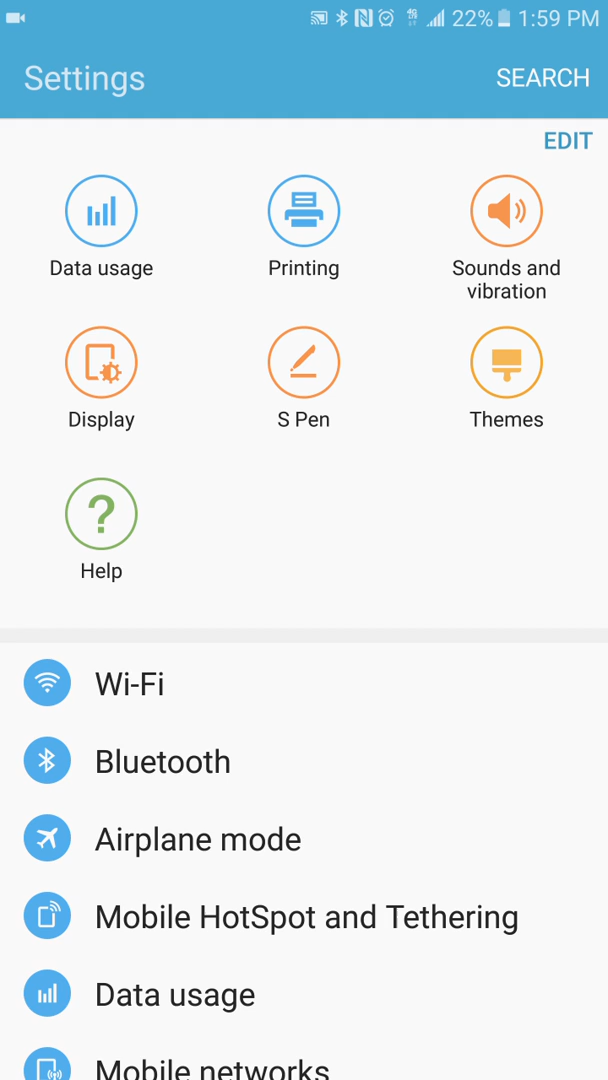 22% 1:59 PM
Settings
SEARCH
EDIT
Data usage
Printing
Sounds and
vibration
Display
S Pen
Themes
?
Help
Wi-Fi
Bluetooth
Airplane mode
Mobile HotSpot and Tethering
Data usage
Mobile networks